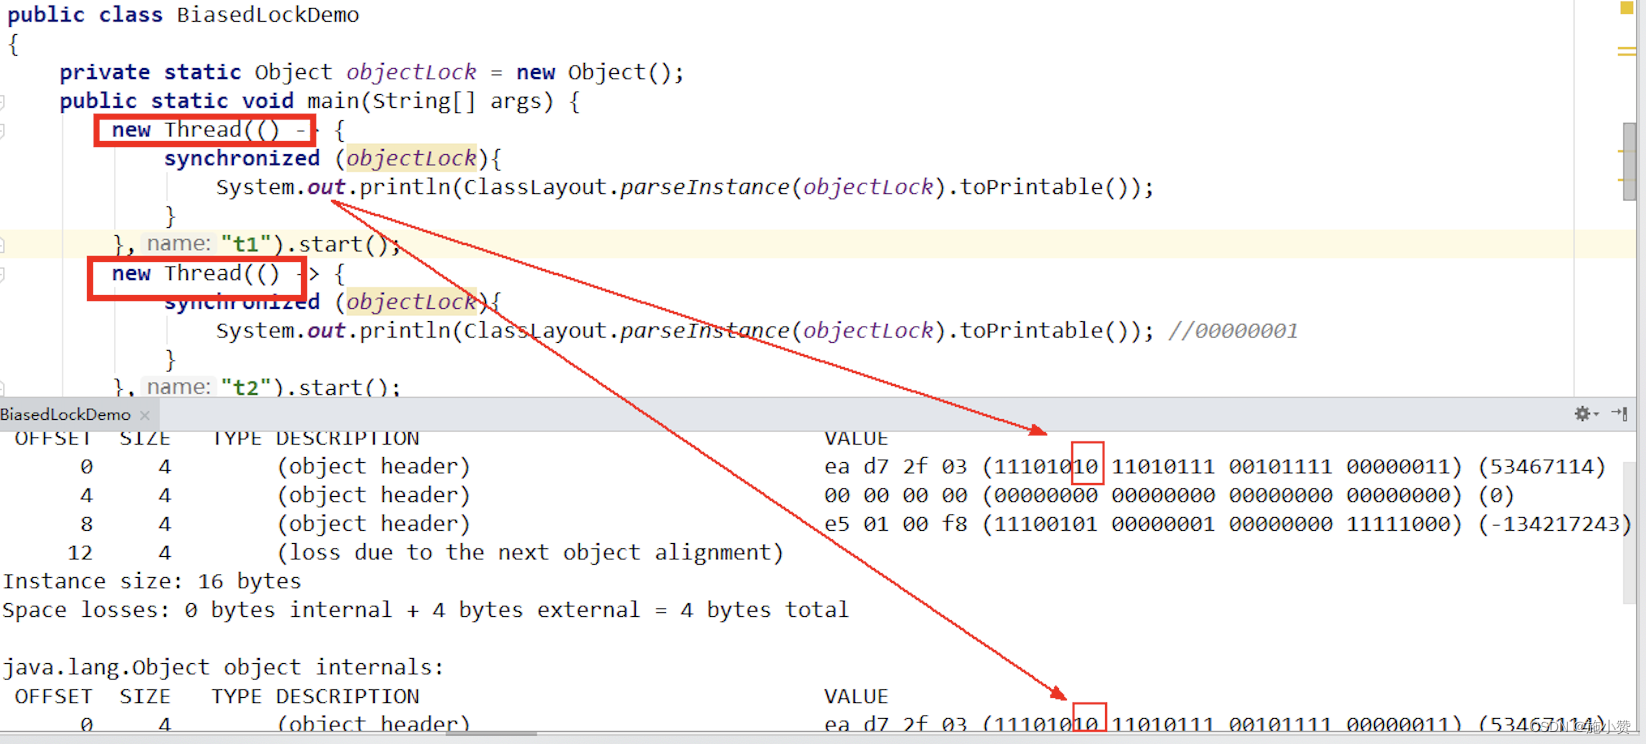 public class BiasedLockDemo
{
private static Object objectLock = new Object();
public static void main(String[] args) {
new Thread(() -> {
synchronized (objectLock){
System.out.println(ClassLayout.parseInstance(objectLock).toPrintable());
}
}, name: "t1").start();
new Thread(() -> {
synchronized (objectLock){
System.out.println(ClassLayout.parseInstance(objectLock).toPrintable()); //00000001
}
}, name: "t2").start();
BiasedLockDemo ×
OFFSET SIZE TYPE DESCRIPTION VALUE
0 4 (object header) ea d7 2f 03 (11101010 11010111 00101111 00000011) (53467114)
4 4 (object header) 00 00 00 00 (00000000 00000000 00000000 00000000) (0)
8 4 (object header) e5 01 00 f8 (11100101 00000001 00000000 11111000) (-134217243)
12 4 (loss due to the next object alignment)
Instance size: 16 bytes
Space losses: 0 bytes internal + 4 bytes external = 4 bytes total
java.lang.Object object internals:
OFFSET SIZE TYPE DESCRIPTION VALUE
0 4 (object header) ea d7 2f 03 (11101010 11010111 00101111 00000011) (53467114)
CSDN @施小赞